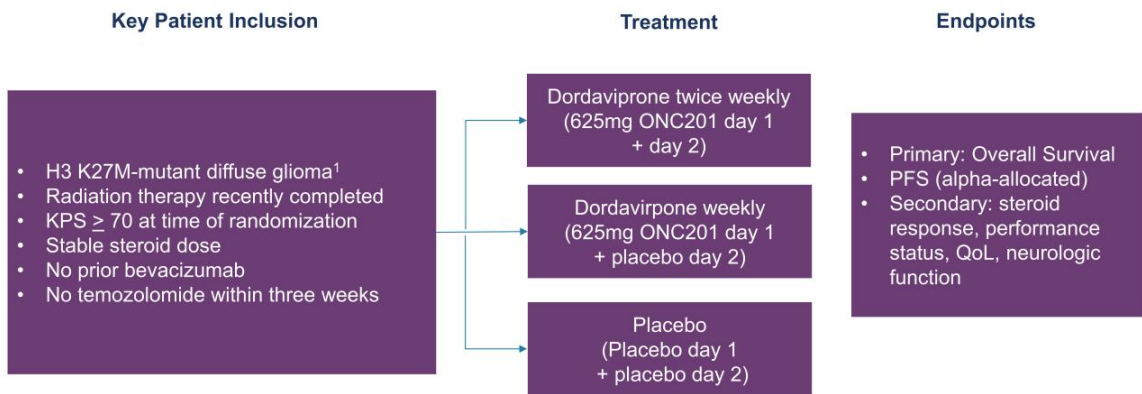 Key Patient Inclusion
Treatment
Endpoints
• H3 K27M-mutant diffuse glioma¹
• Radiation therapy recently completed
• KPS ≥ 70 at time of randomization
• Stable steroid dose
• No prior bevacizumab
• No temozolomide within three weeks
Dordaviprone twice weekly
(625mg ONC201 day 1
+ day 2)
Dordavirpone weekly
(625mg ONC201 day 1
+ placebo day 2)
Placebo
(Placebo day 1
+ placebo day 2)
• Primary: Overall Survival
• PFS (alpha-allocated)
• Secondary: steroid
response, performance
status, QoL, neurologic
function